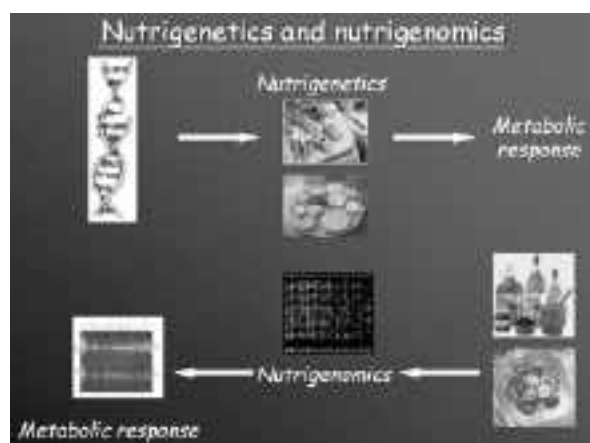 Nutrigenetics and nutrigenomics
Nutrigenetics
Metabolic
response
Nutrigenomics
Metabolic response